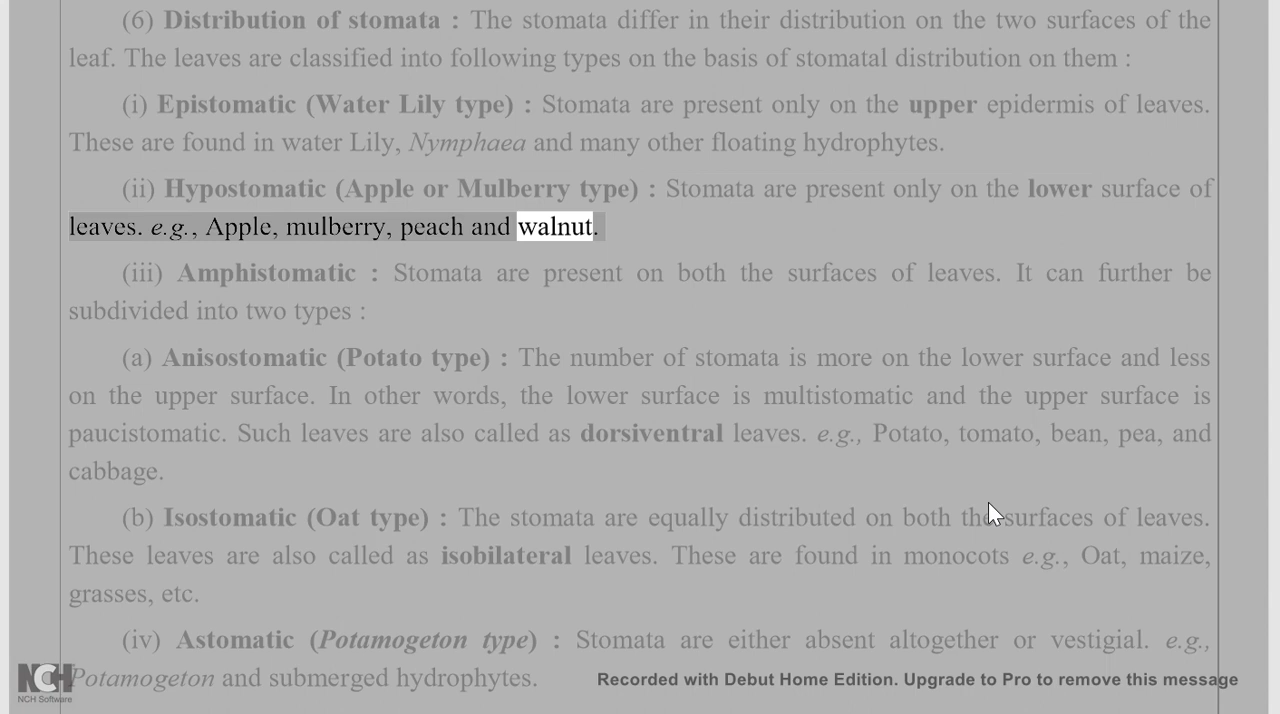 (6) Distribution of stomata : The stomata differ in their distribution on the two surfaces of the
leaf. The leaves are classified into following types on the basis of stomatal distribution on them :
(i) Epistomatic (Water Lily type) : Stomata are present only on the upper epidermis of leaves.
These are found in water Lily, Nymphaea and many other floating hydrophytes.
(ii) Hypostomatic (Apple or Mulberry type) : Stomata are present only on the lower surface of
leaves. e.g., Apple, mulberry, peach and walnut.
(iii) Amphistomatic : Stomata are present on both the surfaces of leaves. It can further be
subdivided into two types :
(a) Anisostomatic (Potato type) : The number of stomata is more on the lower surface and less
on the upper surface. In other words, the lower surface is multistomatic and the upper surface is
paucistomatic. Such leaves are also called as dorsiventral leaves. e.g., Potato, tomato, bean, pea, and
cabbage.
(b) Isostomatic (Oat type) : The stomata are equally distributed on both the surfaces of leaves.
These leaves are also called as isobilateral leaves. These are found in monocots e.g., Oat, maize,
grasses, etc.
(iv) Astomatic (Potamogeton type) : Stomata are either absent altogether or vestigial. e.g.,
Potamogeton and submerged hydrophytes.
NCH
NCH Software
Recorded with Debut Home Edition. Upgrade to Pro to remove this message